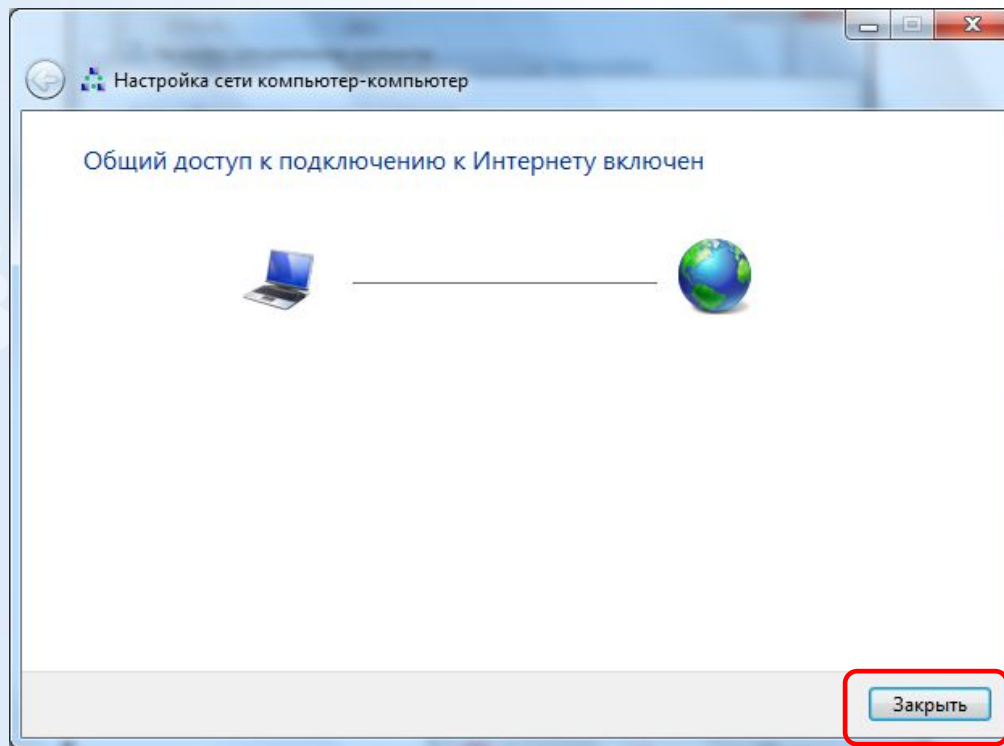 Настройка сети компьютер-компьютер
Общий доступ к подключению к Интернету включен
Закрыть